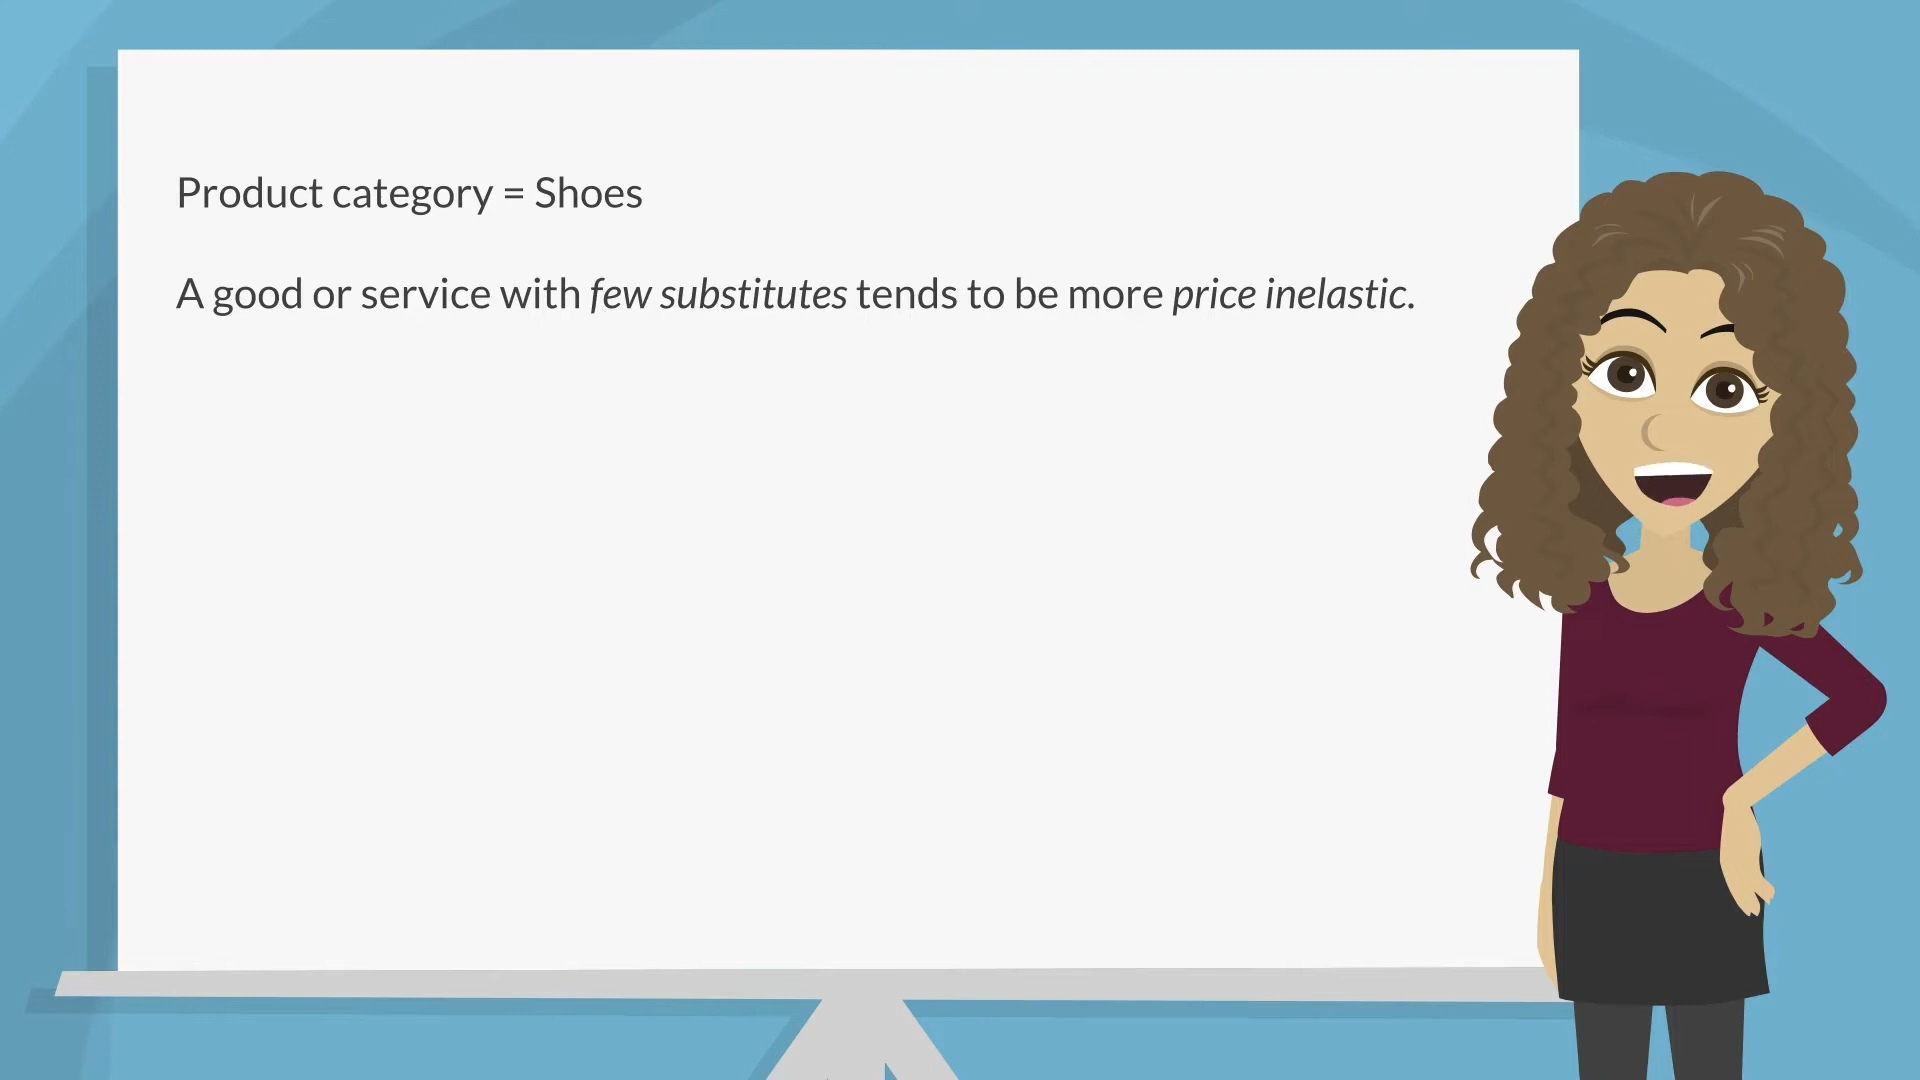 Product category = Shoes
A good or service with few substitutes tends to be more price inelastic.